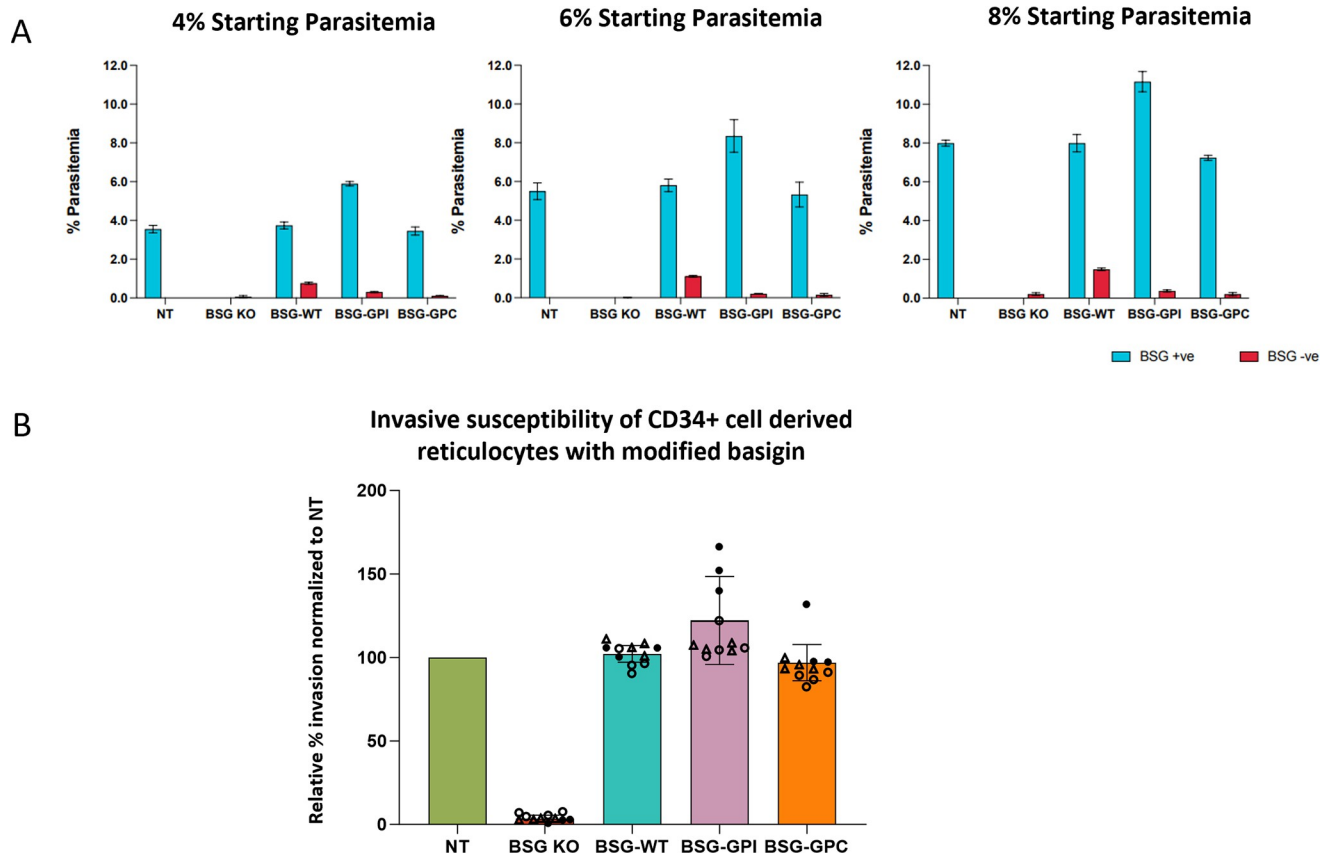 A
4% Starting Parasitemia
6% Starting Parasitemia
8% Starting Parasitemia
% Parasitemia
12.0
10.0
8.0
6.0
4.0
2.0
0.0
NT BSG KO BSG-WT BSG-GPI BSG-GPC
% Parasitemia
12.0
10.0
8.0
6.0
4.0
2.0
0.0
NT BSG KO BSG-WT BSG-GPI BSG-GPC
% Parasitemia
12.0
10.0
8.0
6.0
4.0
2.0
0.0
NT BSG KO BSG-WT BSG-GPI BSG-GPC
BSG +ve BSG -ve
B
Invasive susceptibility of CD34+ cell derived
reticulocytes with modified basigin
Relative % invasion normalized to NT
200
150
100
50
0
NT BSG KO BSG-WT BSG-GPI BSG-GPC